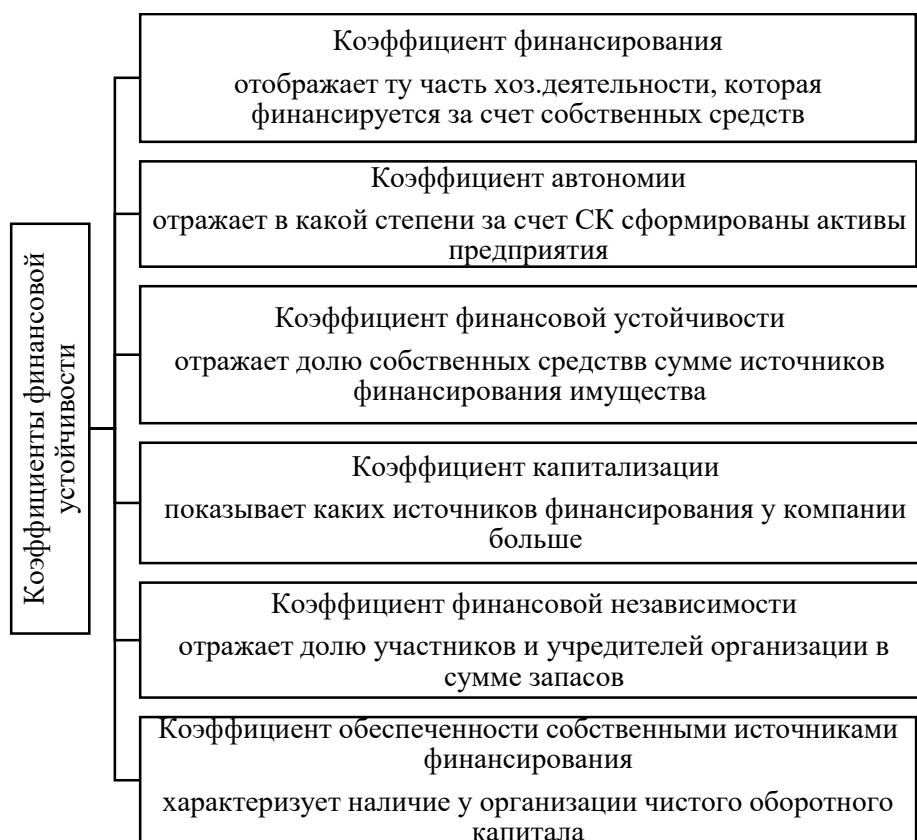 Коэффициенты финансовой
устойчивости
Коэффициент финансирования
отображает ту часть хоз.деятельности, которая
финансируется за счет собственных средств
Коэффициент автономии
отражает в какой степени за счет СК сформированы активы
предприятия
Коэффициент финансовой устойчивости
отражает долю собственных средствв сумме источников
финансирования имущества
Коэффициент капитализации
показывает каких источников финансирования у компании
больше
Коэффициент финансовой независимости
отражает долю участников и учредителей организации в
сумме запасов
Коэффициент обеспеченности собственными источниками
финансирования
характеризует наличие у организации чистого оборотного
капитала